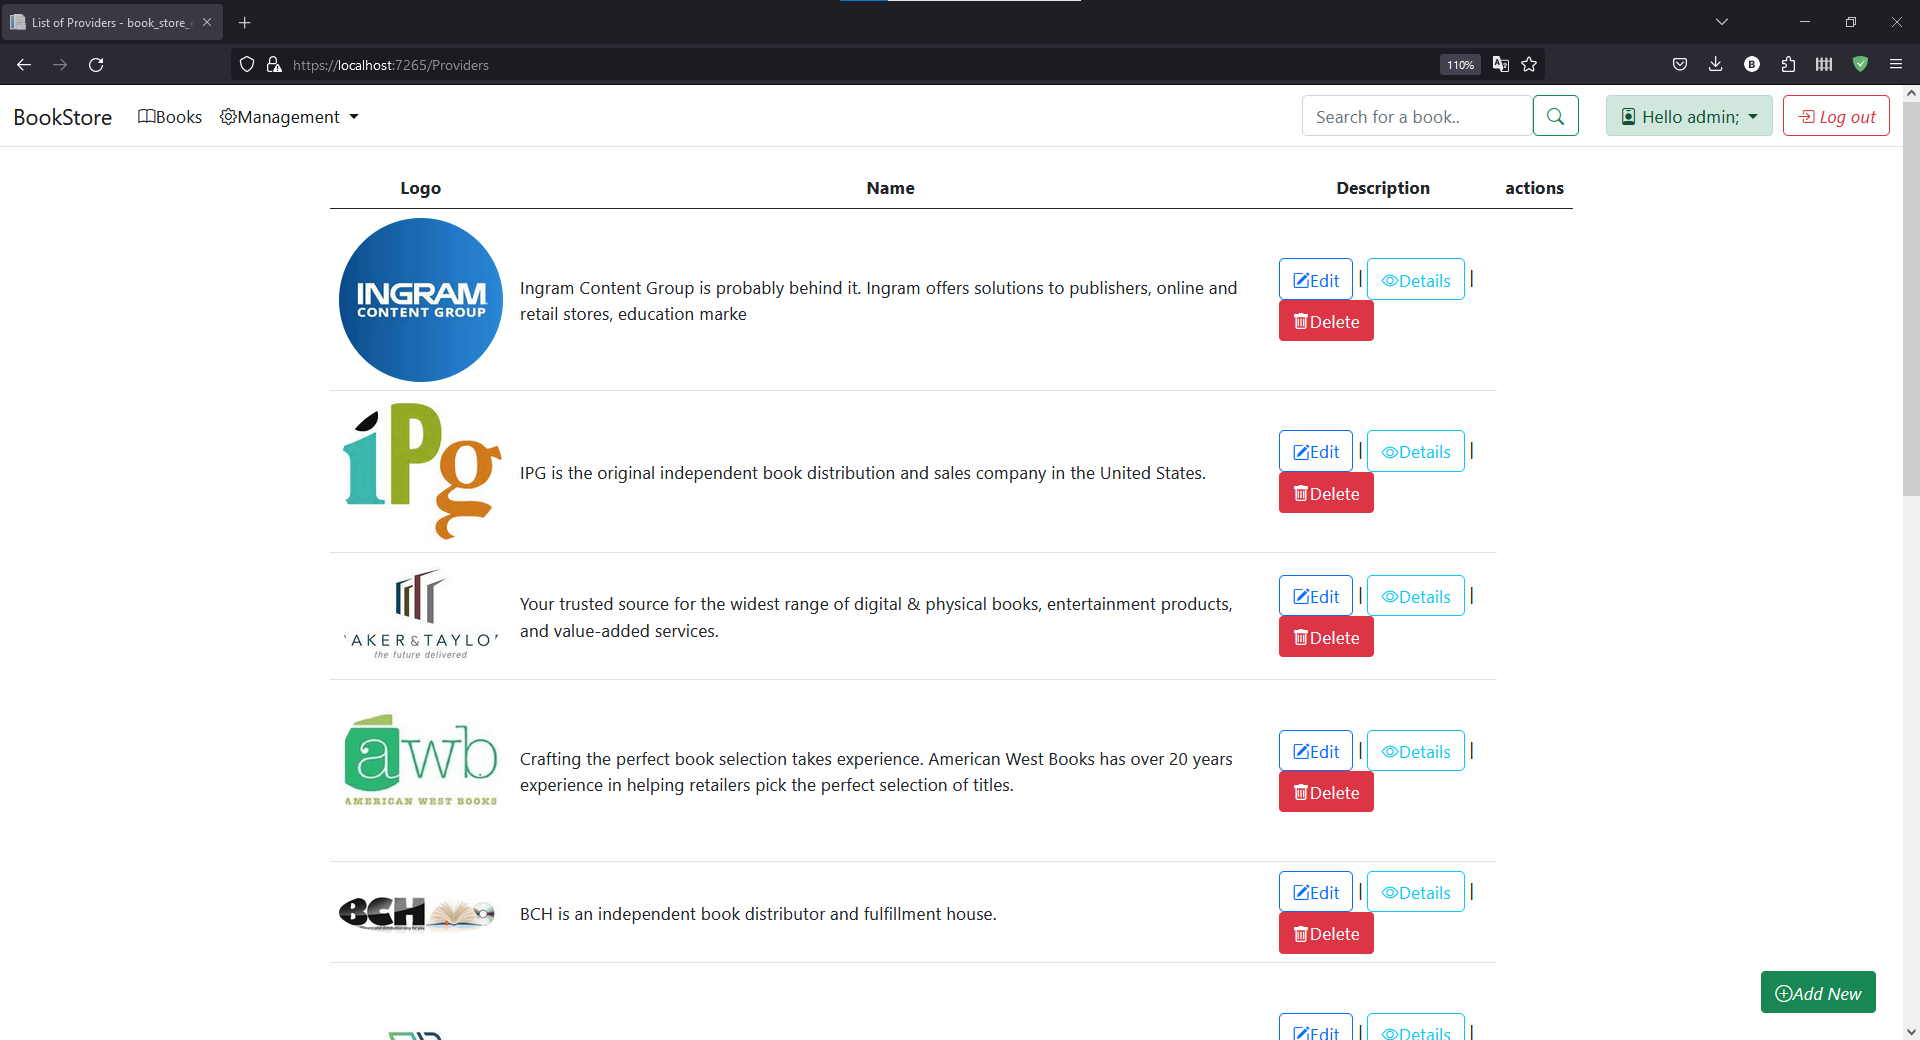 List of Providers - book_store_
https://localhost:7265/Providers
110%
BookStore
Books
Management
Search for a book..
Hello admin;
Log out
Logo Name Description actions
INGRAM
CONTENT GROUP
Ingram Content Group is probably behind it. Ingram offers solutions to publishers, online and
retail stores, education marke
Edit | Details |
Delete
iPg
IPG is the original independent book distribution and sales company in the United States.
Edit | Details |
Delete
AKER & TAYLO
the future delivered
Your trusted source for the widest range of digital & physical books, entertainment products,
and value-added services.
Edit | Details |
Delete
awb
AMERICAN WEST BOOKS
Crafting the perfect book selection takes experience. American West Books has over 20 years
experience in helping retailers pick the perfect selection of titles.
Edit | Details |
Delete
BCH
BCH is an independent book distributor and fulfillment house.
Edit | Details |
Delete
Add New
Edit | Details |